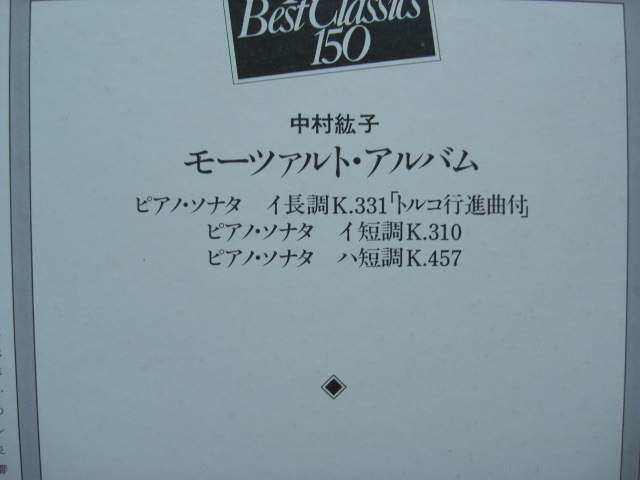 Best Classics
150
中村紘子
モーツァルト・アルバム
ピアノ・ソナタ　イ長調K.331「トルコ行進曲付」
ピアノ・ソナタ　イ短調K.310
ピアノ・ソナタ　ハ短調K.457